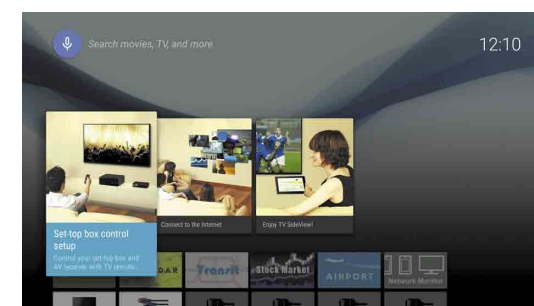 Search movies, TV, and more
12:10
Set-top box control
setup
Control your set-top box and
AV receiver with TV remote...
Connect to the Internet
Enjoy TV SideView!
DAR
Transit
Stock Market
AIRPORT
Network Monitor